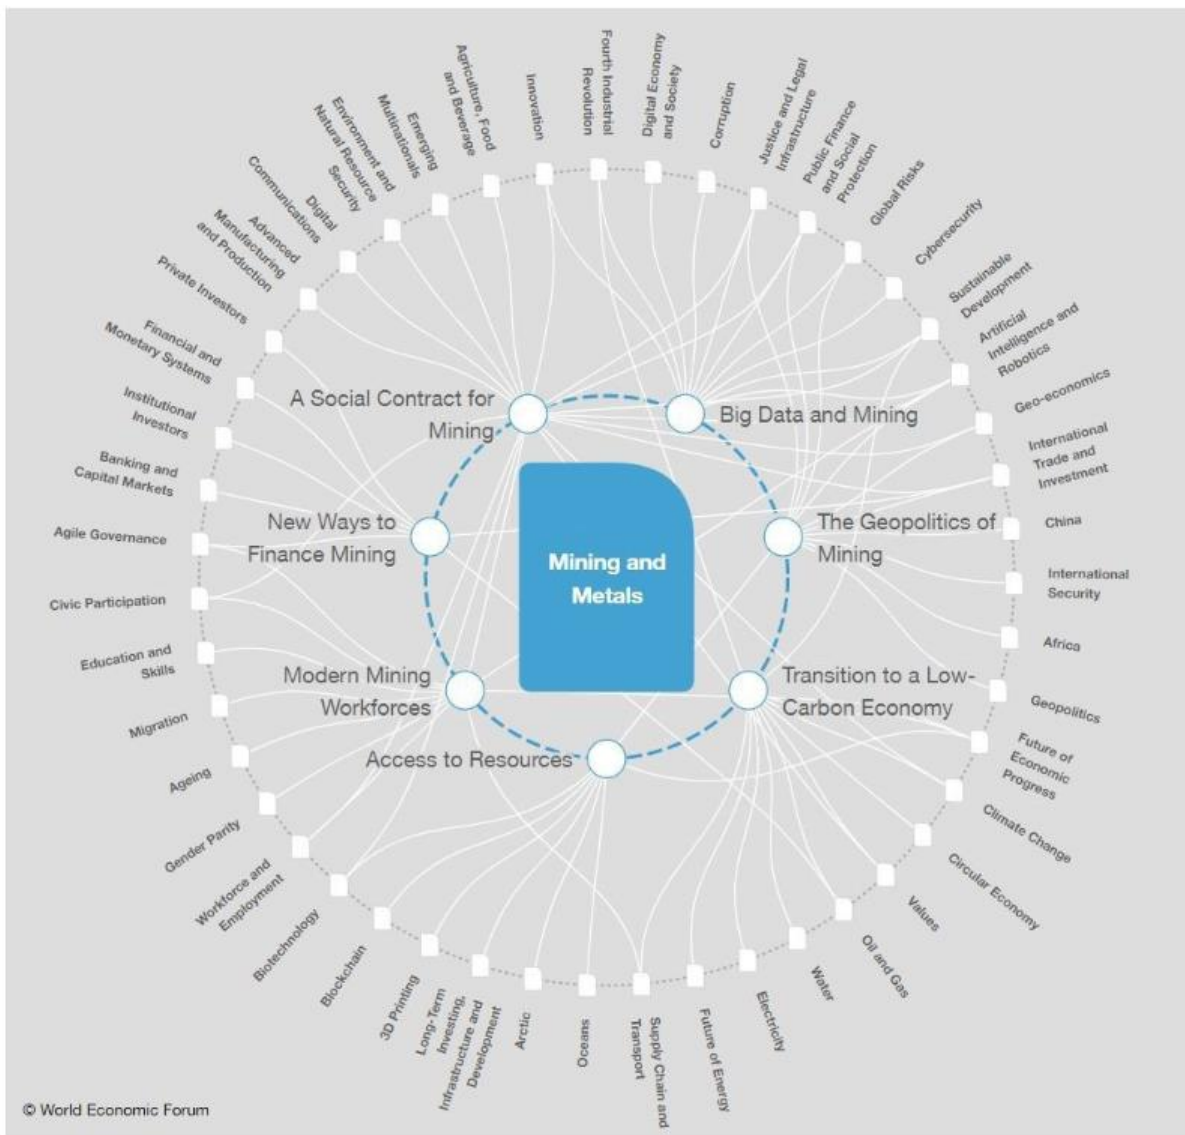 Agriculture, Food
and Beverage
Innovation
Fourth Industrial
Revolution
Digital Economy
and Society
Corruption
Justice and Legal
Infrastructure
Public Finance
and Social
Protection
Global Risks
Cybersecurity
Sustainable
Development
Artificial
Intelligence and
Robotics
Geo-economics
International
Trade and
Investment
China
International
Security
Africa
Geopolitics
Future of
Economic
Progress
Climate Change
Circular Economy
Values
Oil and Gas
Water
Electricity
Future of Energy
Supply Chain and
Transport
Oceans
Arctic
Long-Term
Investing,
Infrastructure and
Development
3D Printing
Blockchain
Biotechnology
Workforce and
Employment
Gender Parity
Ageing
Migration
Education and
Skills
Civic Participation
Agile Governance
Banking and
Capital Markets
Institutional
Investors
Financial and
Monetary Systems
Private Investors
Advanced
Manufacturing
and Production
Digital
Communications
Environment and
Natural Resource
Security
Emerging
Multinationals
A Social Contract for
Mining
Big Data and Mining
New Ways to
Finance Mining
The Geopolitics of
Mining
Mining and
Metals
Modern Mining
Workforces
Transition to a Low-
Carbon Economy
Access to Resources
© World Economic Forum